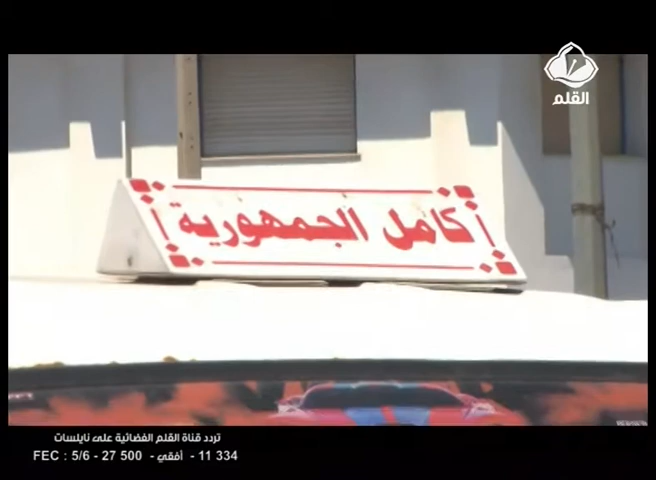 القلم
كامل الجمهورية
تردد قناة القلم الفضائية على نايلسات
FEC : 5/6 - 27 500 - أفقي - 11 334